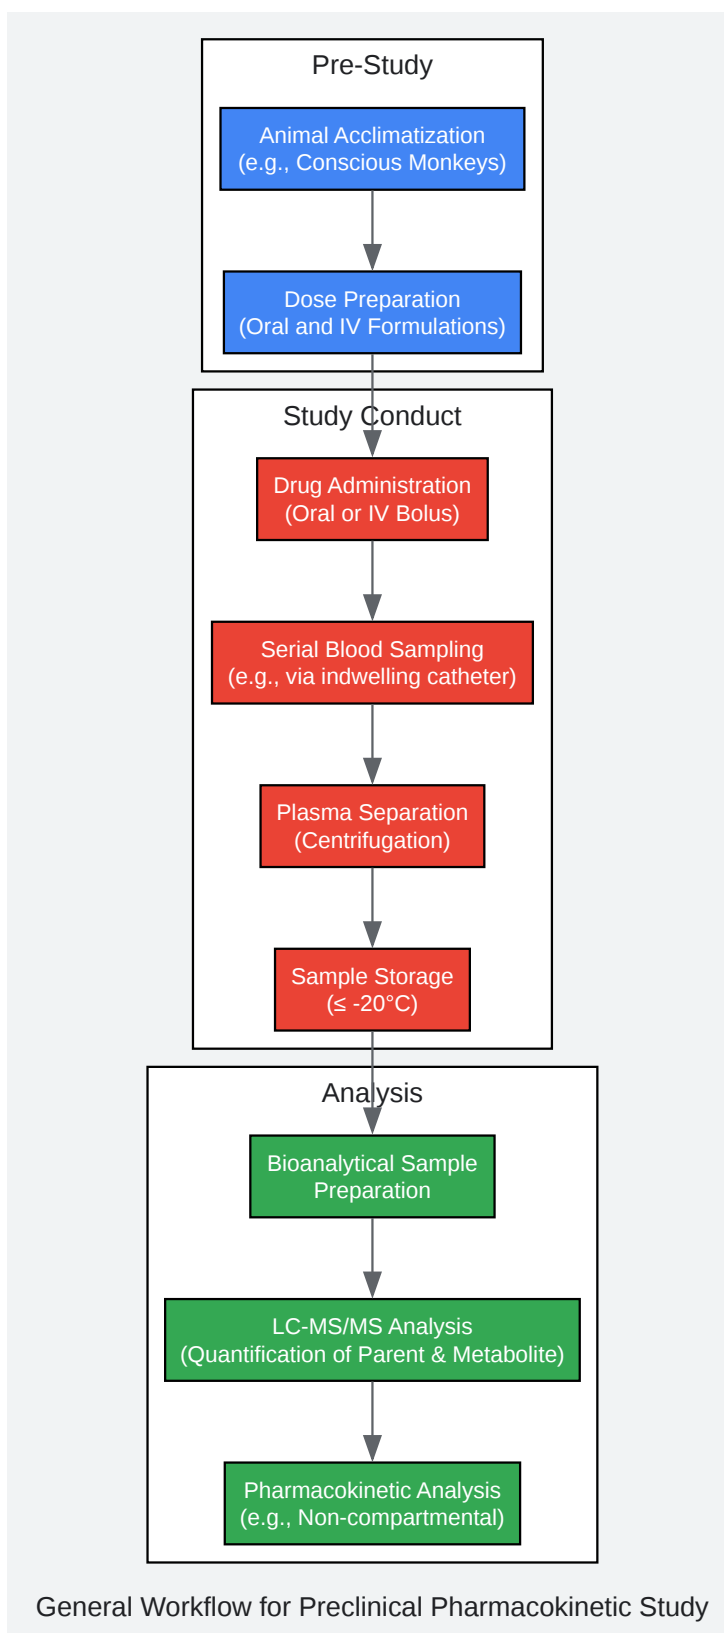 Pre-Study
Animal Acclimatization
(e.g., Conscious Monkeys)
Dose Preparation
(Oral and IV Formulations)
Study Conduct
Drug Administration
(Oral or IV Bolus)
Serial Blood Sampling
(e.g., via indwelling catheter)
Plasma Separation
(Centrifugation)
Sample Storage
(≤ -20°C)
Analysis
Bioanalytical Sample
Preparation
LC-MS/MS Analysis
(Quantification of Parent & Metabolite)
Pharmacokinetic Analysis
(e.g., Non-compartmental)
General Workflow for Preclinical Pharmacokinetic Study